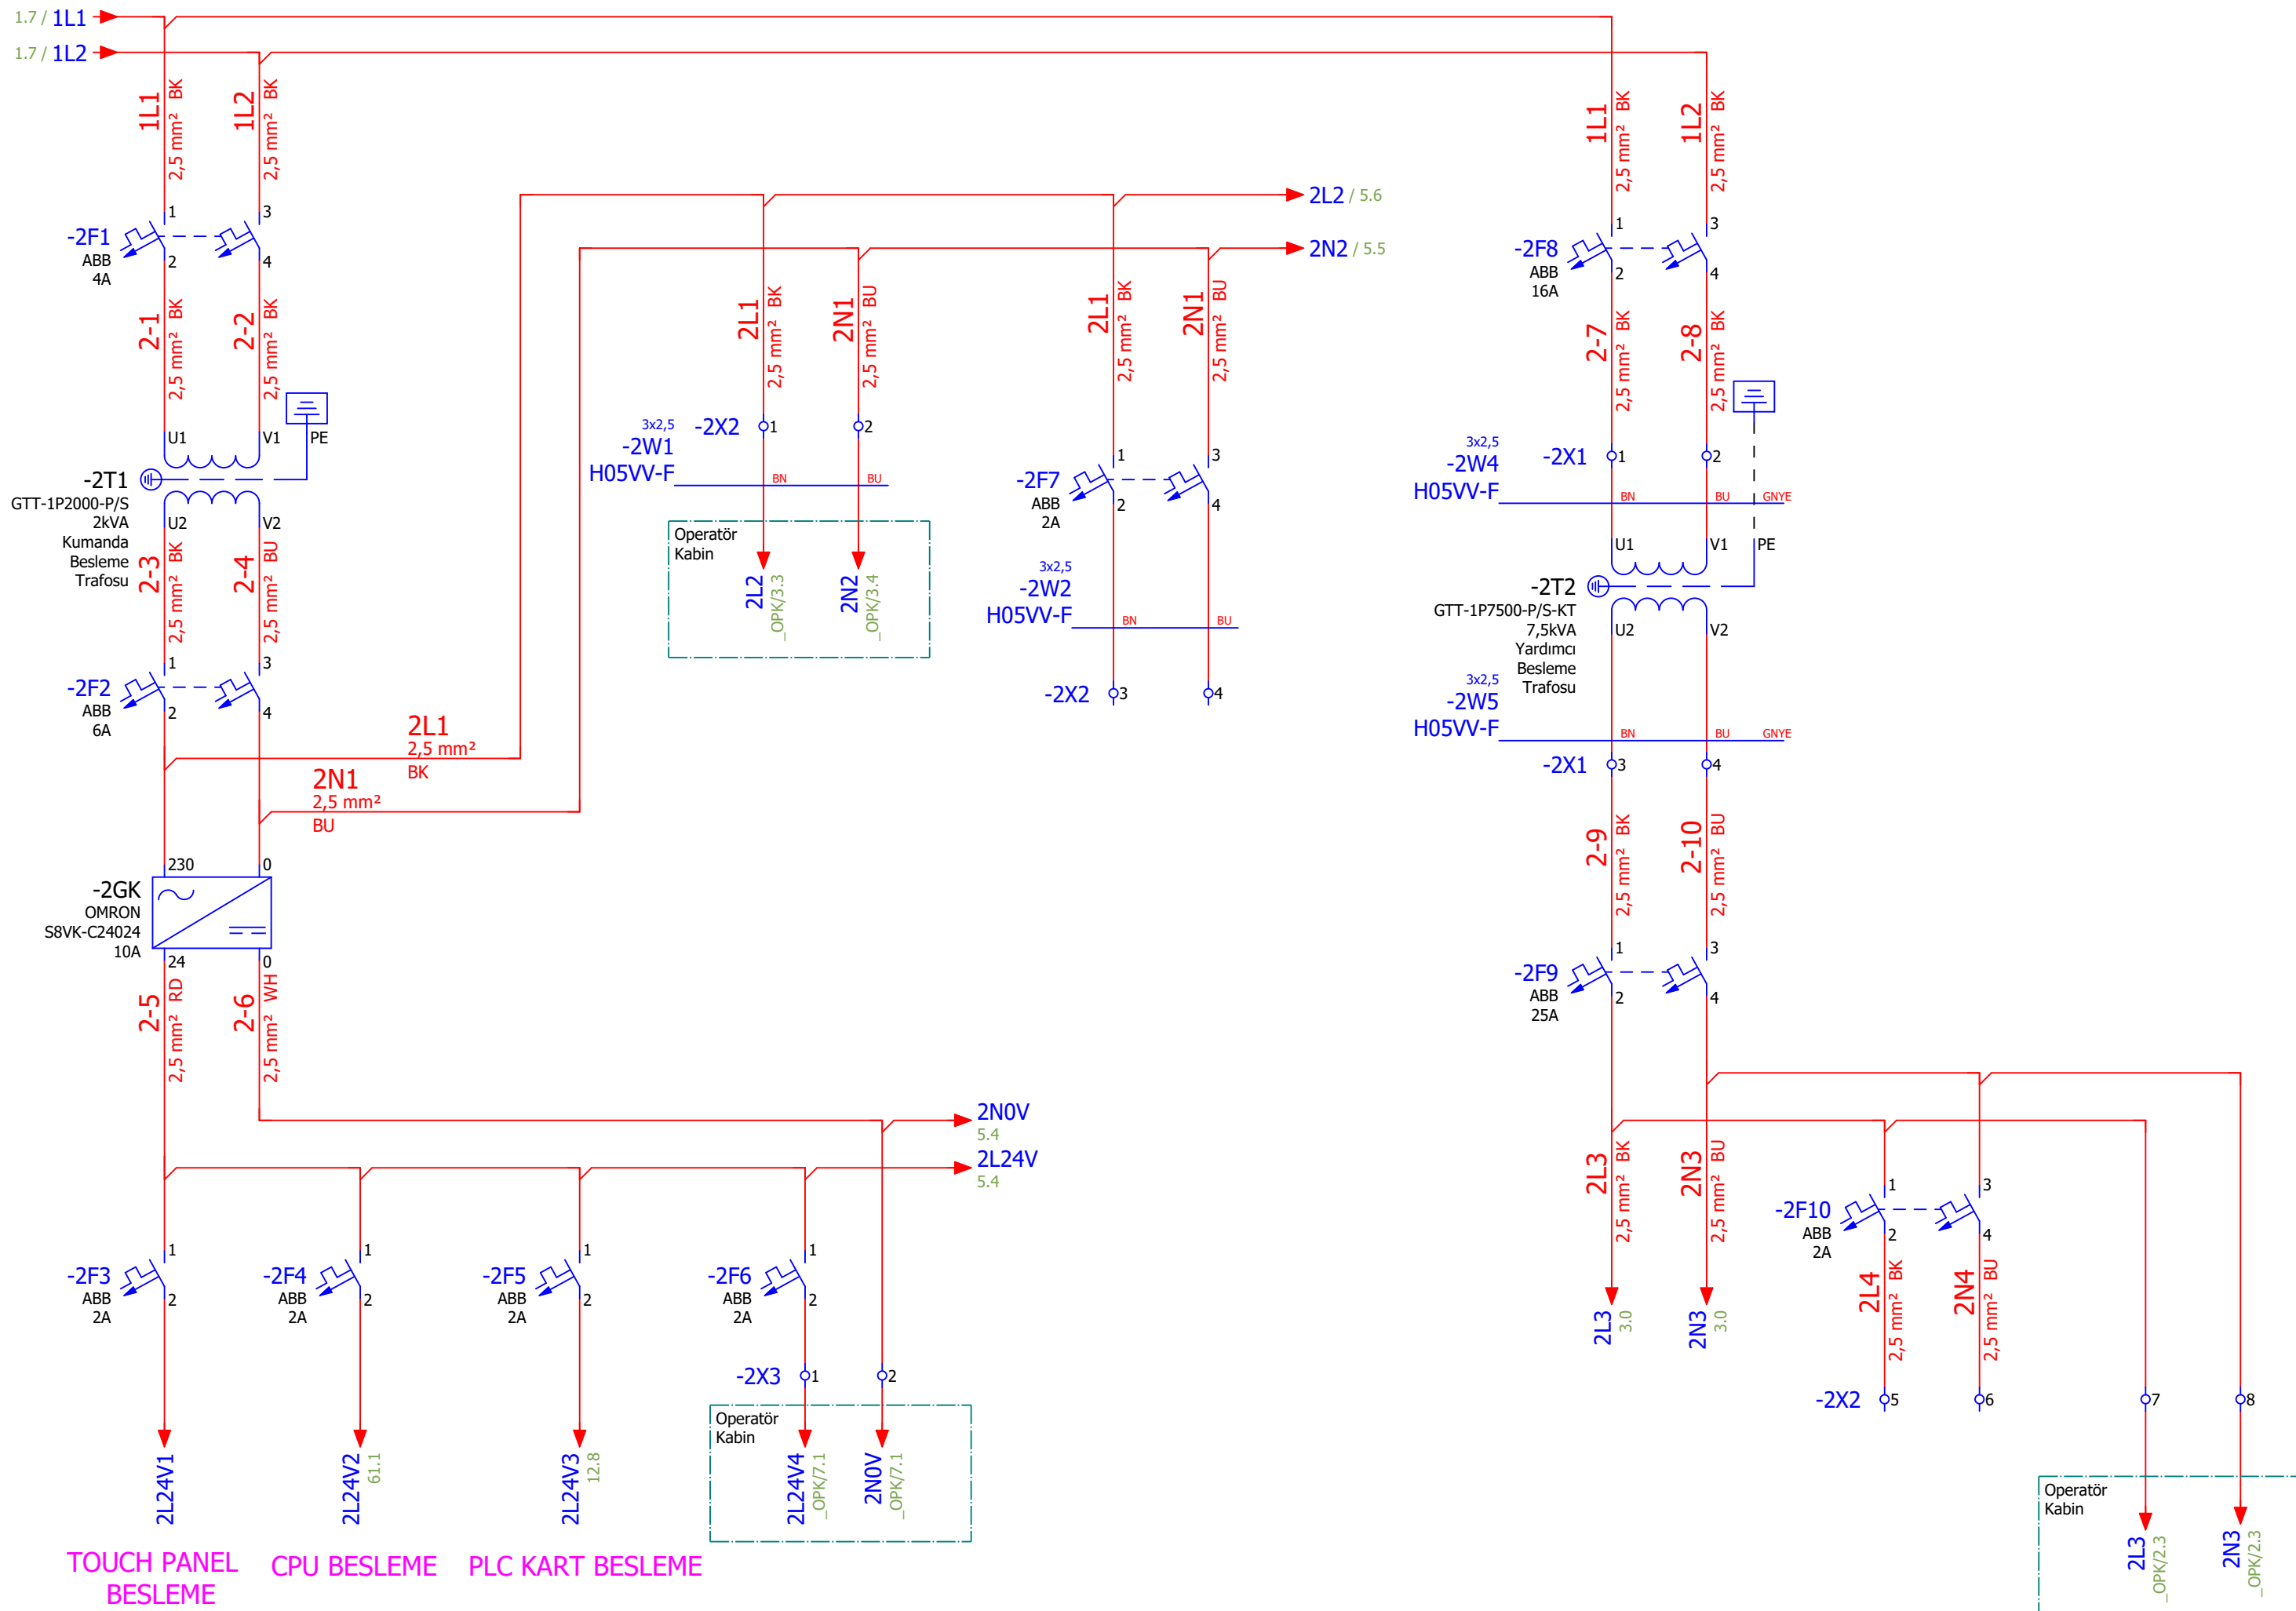 1.7 / 1L1
1.7 / 1L2
1L1
2,5 mm² BK
1L2
2,5 mm² BK
1L1
2,5 mm² BK
1L2
2,5 mm² BK
2L2 / 5.6
2N2 / 5.5
-2F1
ABB
4A
1
2
3
4
2-1
2,5 mm² BK
2-2
2,5 mm² BK
U1
V1
PE
-2T1
GTT-1P2000-P/S
2kVA
Kumanda
Besleme
Trafosu
U2
V2
2-3
2,5 mm² BK
2-4
2,5 mm² BU
-2F2
ABB
6A
1
2
3
4
2L1
2,5 mm²
BK
2N1
2,5 mm²
BU
230
0
-2GK
OMRON
S8VK-C24024
10A
24
0
2-5
2,5 mm² RD
2-6
2,5 mm² WH
2L1
2,5 mm² BK
2N1
2,5 mm² BU
3x2,5
-2W1
H05VV-F
-2X2
1
2
BN
BU
Operatör
Kabin
2L2
_OPK/3.3
2N2
_OPK/3.4
2L1
2,5 mm² BK
2N1
2,5 mm² BU
-2F7
ABB
2A
1
2
3
4
3x2,5
-2W2
H05VV-F
BN
BU
-2X2
3
4
2N0V
5.4
2L24V
5.4
-2F3
ABB
2A
1
2
-2F4
ABB
2A
1
2
-2F5
ABB
2A
1
2
-2F6
ABB
2A
1
2
-2X3
1
2
Operatör
Kabin
2L24V1
2L24V2
61.1
2L24V3
12.8
2L24V4
_OPK/7.1
2N0V
_OPK/7.1
TOUCH PANEL
BESLEME
CPU BESLEME
PLC KART BESLEME
-2F8
ABB
16A
1
2
3
4
2-7
2,5 mm² BK
2-8
2,5 mm² BK
3x2,5
-2W4
H05VV-F
-2X1
1
2
BN
BU
GNYE
U1
V1
PE
-2T2
GTT-1P7500-P/S-KT
7,5kVA
Yardımcı
Besleme
Trafosu
U2
V2
3x2,5
-2W5
H05VV-F
BN
BU
GNYE
-2X1
3
4
2-9
2,5 mm² BK
2-10
2,5 mm² BU
-2F9
ABB
25A
1
2
3
4
2L3
2,5 mm² BK
2N3
2,5 mm² BU
2L3
3.0
2N3
3.0
-2F10
ABB
2A
1
2
3
4
2L4
2,5 mm² BK
2N4
2,5 mm² BU
-2X2
5
6
7
8
Operatör
Kabin
2L3
_OPK/2.3
2N3
_OPK/2.3